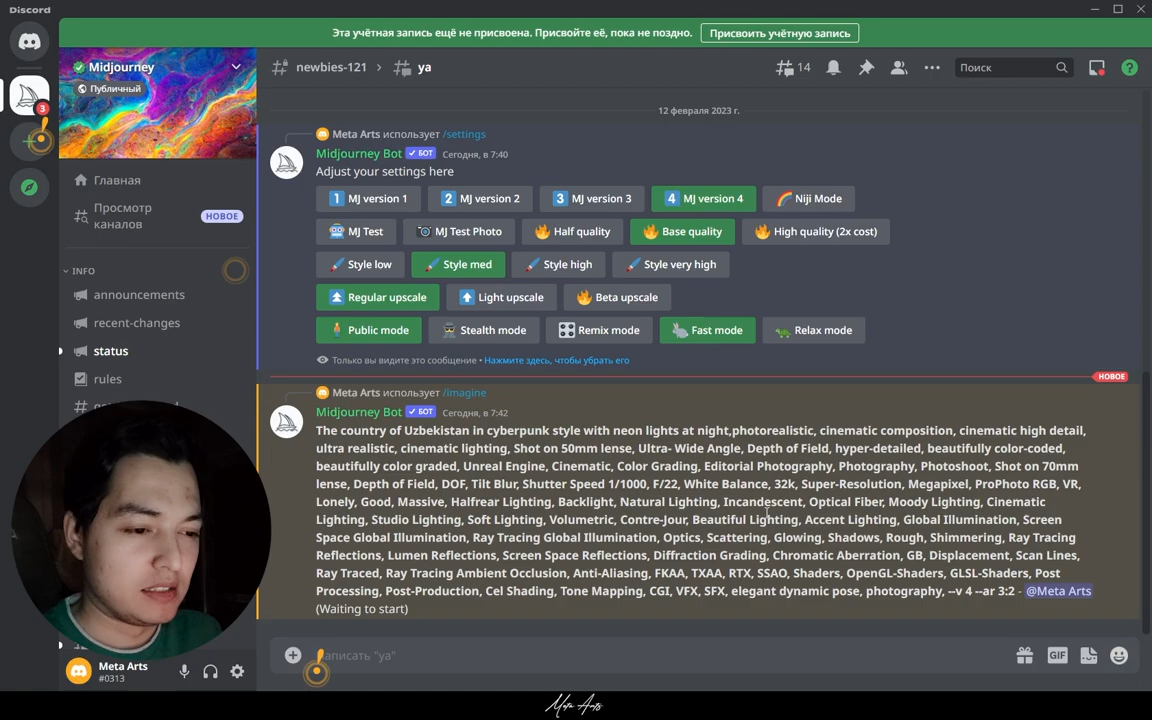 Discord
Эта учётная запись ещё не присвоена. Присвойте её, пока не поздно. Присвоить учётную запись
Midjourney
Публичный
3
newbies-121 > ya
14
Поиск
Главная
Просмотр каналов
НОВОЕ
INFO
announcements
recent-changes
status
rules
12 февраля 2023 г.
Meta Arts использует /settings
Midjourney Bot ✓ БОТ Сегодня, в 7:40
Adjust your settings here
1 MJ version 1 2 MJ version 2 3 MJ version 3 4 MJ version 4 Niji Mode
MJ Test MJ Test Photo Half quality Base quality High quality (2x cost)
Style low Style med Style high Style very high
Regular upscale Light upscale Beta upscale
Public mode Stealth mode Remix mode Fast mode Relax mode
Только вы видите это сообщение • Нажмите здесь, чтобы убрать его
НОВОЕ
Meta Arts использует /imagine
Midjourney Bot ✓ БОТ Сегодня, в 7:42
The country of Uzbekistan in cyberpunk style with neon lights at night,photorealistic, cinematic composition, cinematic high detail,
ultra realistic, cinematic lighting, Shot on 50mm lense, Ultra- Wide Angle, Depth of Field, hyper-detailed, beautifully color-coded,
beautifully color graded, Unreal Engine, Cinematic, Color Grading, Editorial Photography, Photography, Photoshoot, Shot on 70mm
lense, Depth of Field, DOF, Tilt Blur, Shutter Speed 1/1000, F/22, White Balance, 32k, Super-Resolution, Megapixel, ProPhoto RGB, VR,
Lonely, Good, Massive, Halfrear Lighting, Backlight, Natural Lighting, Incandescent, Optical Fiber, Moody Lighting, Cinematic
Lighting, Studio Lighting, Soft Lighting, Volumetric, Contre-Jour, Beautiful Lighting, Accent Lighting, Global Illumination, Screen
Space Global Illumination, Ray Tracing Global Illumination, Optics, Scattering, Glowing, Shadows, Rough, Shimmering, Ray Tracing
Reflections, Lumen Reflections, Screen Space Reflections, Diffraction Grading, Chromatic Aberration, GB, Displacement, Scan Lines,
Ray Traced, Ray Tracing Ambient Occlusion, Anti-Aliasing, FKAA, TXAA, RTX, SSAO, Shaders, OpenGL-Shaders, GLSL-Shaders, Post
Processing, Post-Production, Cel Shading, Tone Mapping, CGI, VFX, SFX, elegant dynamic pose, photography, --v 4 --ar 3:2 - @Meta Arts
(Waiting to start)
Meta Arts
#0313
"ya"
GIF
Meta Arts